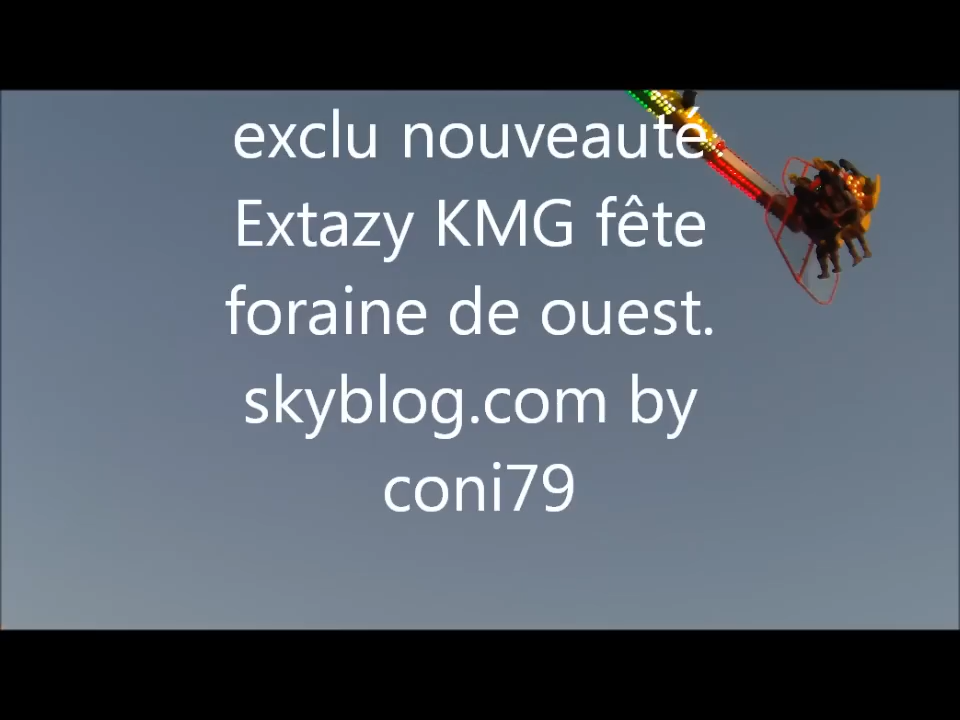 exclu nouveauté
Extazy KMG fête
foraine de ouest.
skyblog.com by
coni79